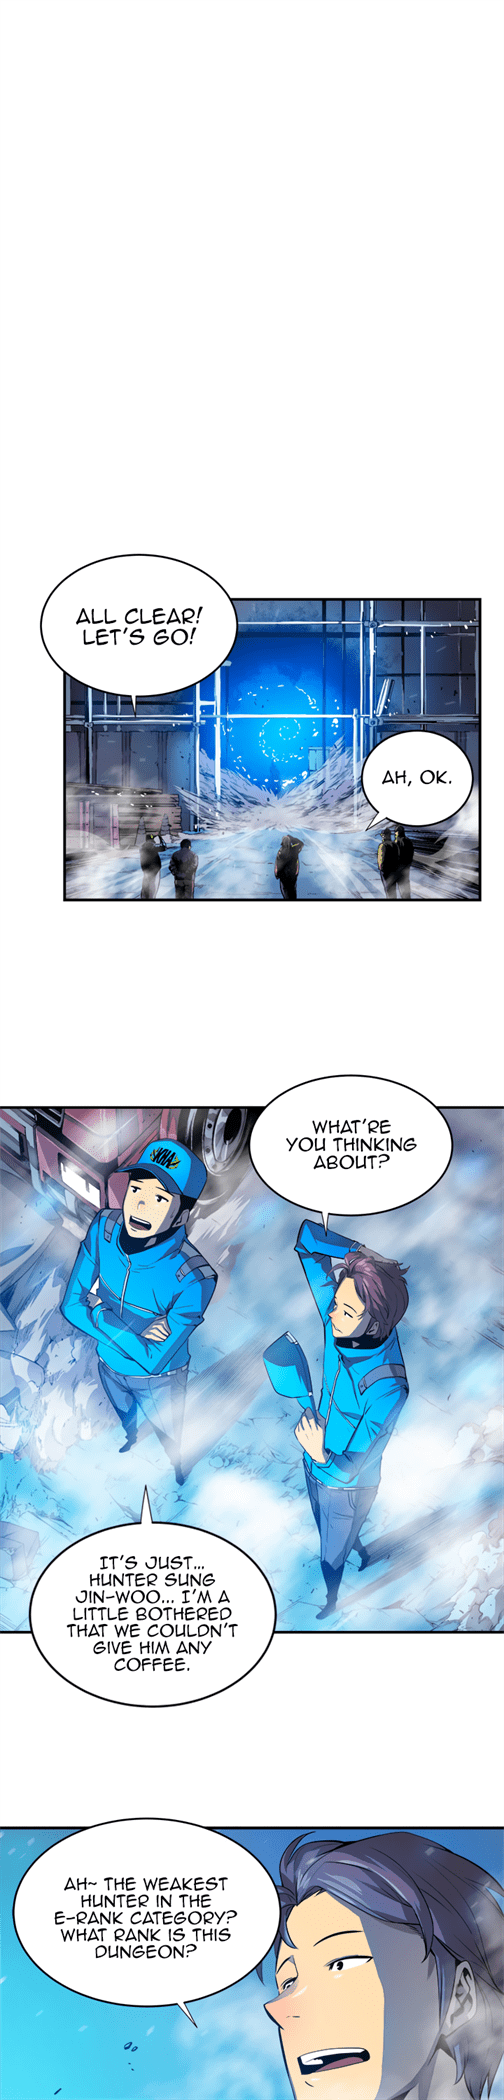 ALL CLEAR!
LET'S GO!
AH, OK.
WHAT'RE
YOU THINKING
ABOUT?
IT'S JUST...
HUNTER SUNG
JIN-WOO... I'M A
LITTLE BOTHERED
THAT WE COULDN'T
GIVE HIM ANY
COFFEE.
AH~ THE WEAKEST
HUNTER IN THE
E-RANK CATEGORY?
WHAT RANK IS THIS
DUNGEON?